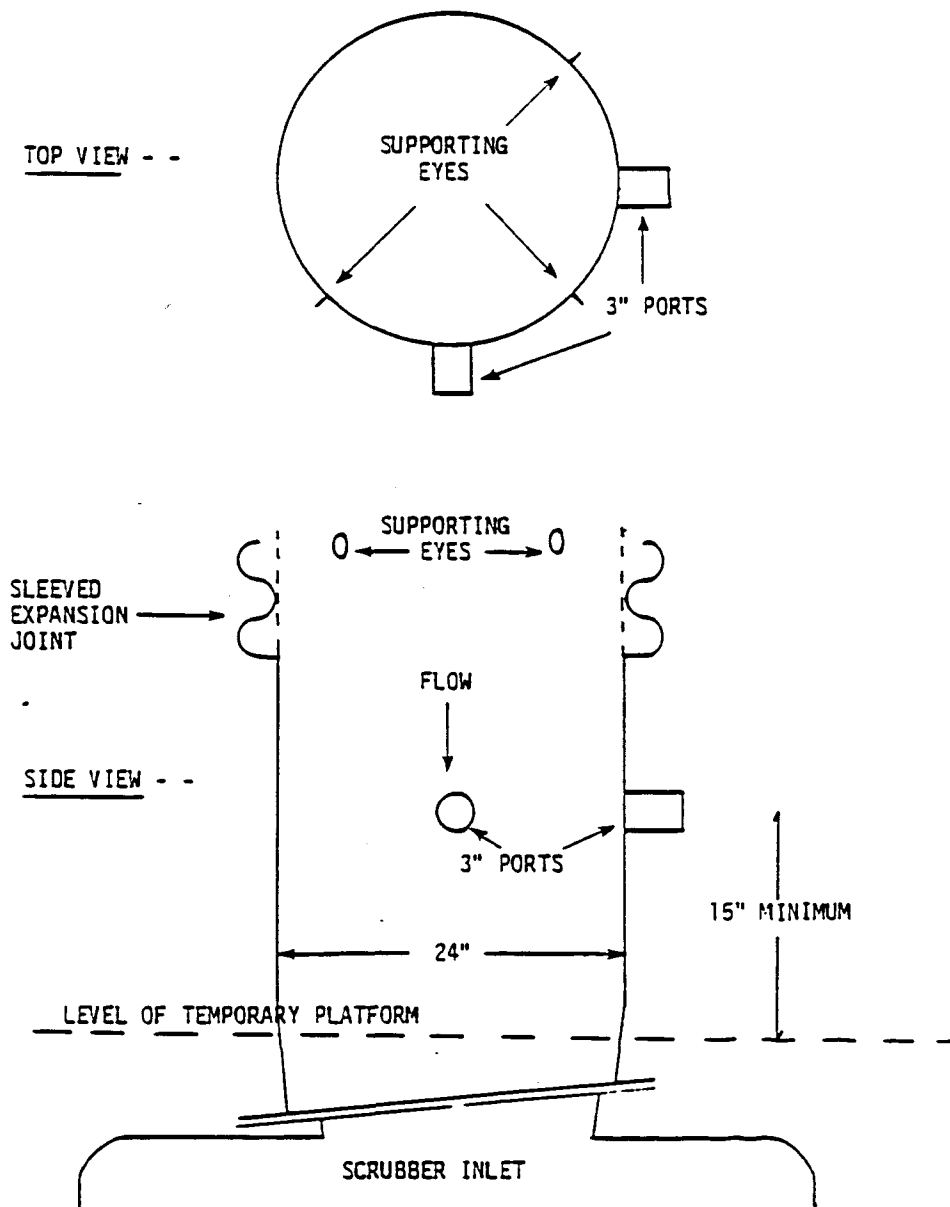 TOP VIEW - -
SUPPORTING
EYES
3" PORTS
SUPPORTING
EYES
SLEEVED
EXPANSION
JOINT
FLOW
SIDE VIEW - -
3" PORTS
15" MINIMUM
24"
LEVEL OF TEMPORARY PLATFORM
SCRUBBER INLET